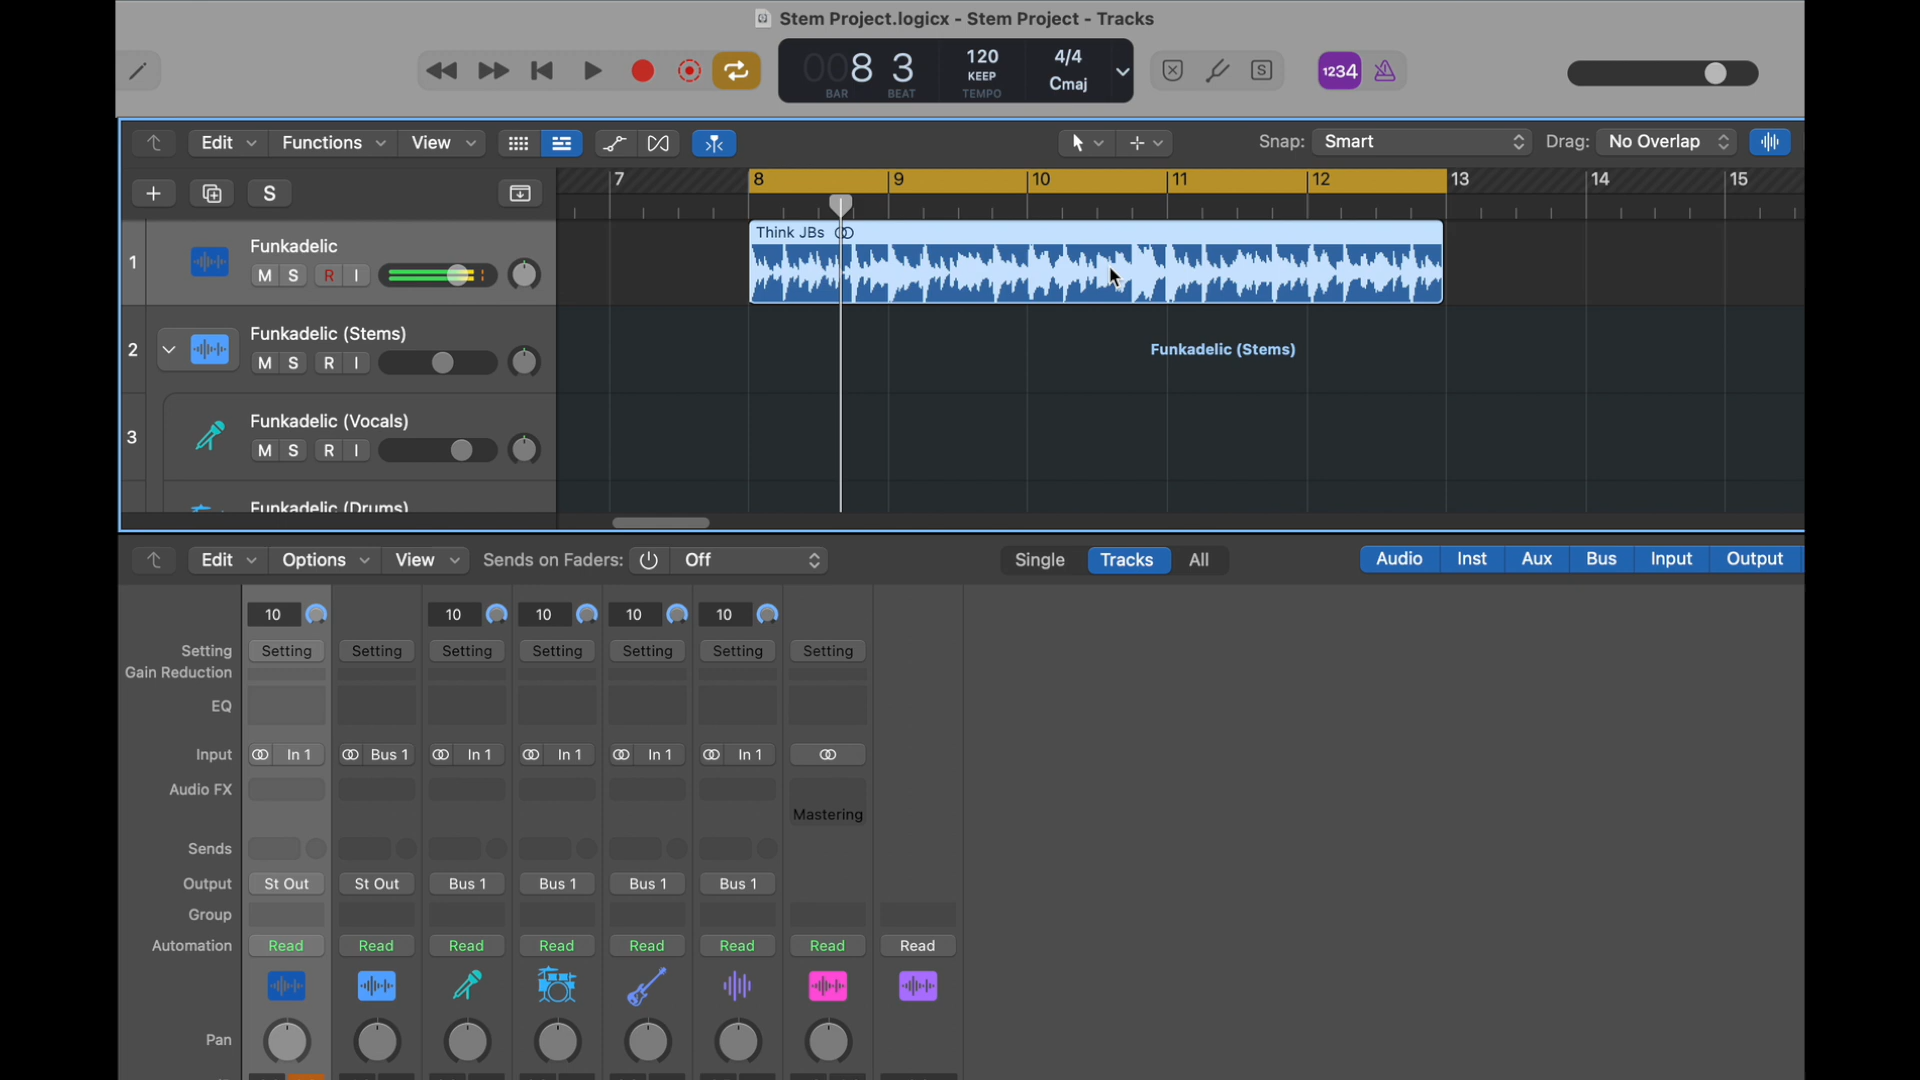 Stem Project.logicx - Stem Project - Tracks
008 3
BAR BEAT
120
KEEP
TEMPO
4/4
Cmaj
S
1234
Edit Functions View
Snap: Smart Drag: No Overlap
+ S
7 8 9 10 11 12 13 14 15
1 Funkadelic
M S R I
Think JBs
2 Funkadelic (Stems)
M S R I
Funkadelic (Stems)
3 Funkadelic (Vocals)
M S R I
Funkadelic (Drums)
Edit Options View Sends on Faders: Off Single Tracks All Audio Inst Aux Bus Input Output
10 10 10 10 10
Setting Setting Setting Setting Setting Setting Setting Setting
Gain Reduction
EQ
Input In 1 Bus 1 In 1 In 1 In 1 In 1
Audio FX
Mastering
Sends
Output St Out St Out Bus 1 Bus 1 Bus 1 Bus 1
Group
Automation Read Read Read Read Read Read Read Read
Pan